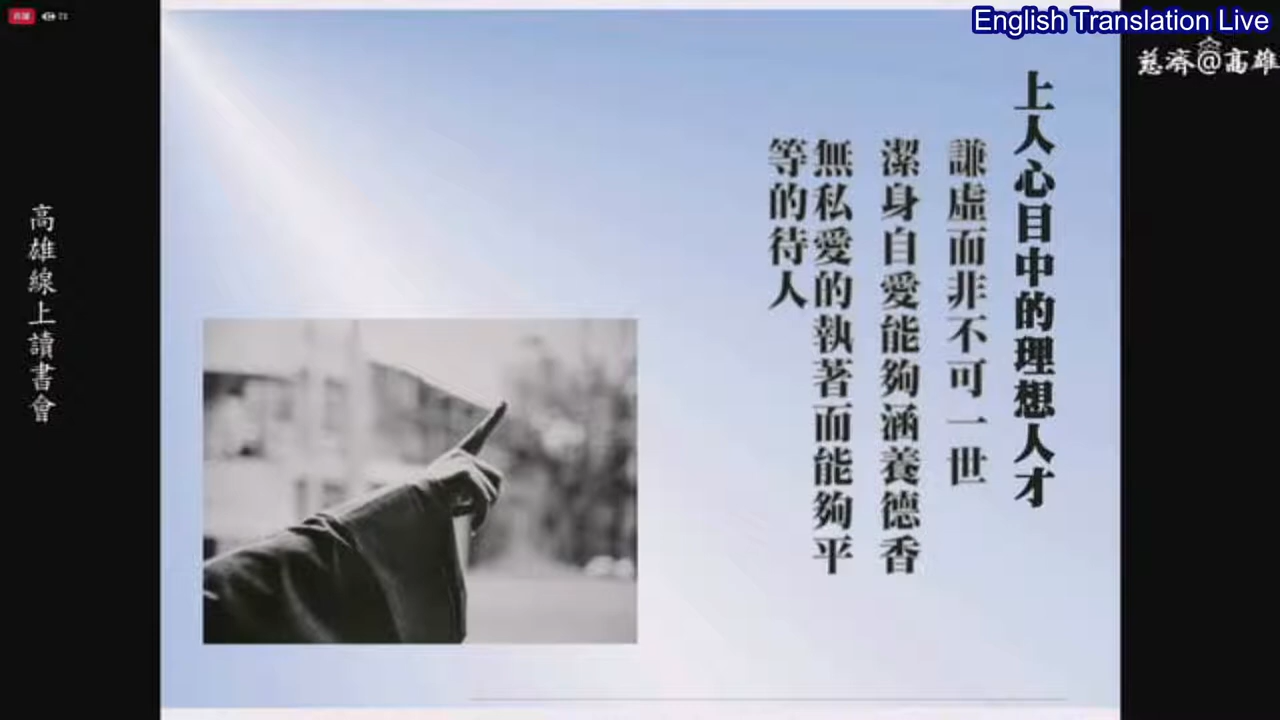 English Translation Live
慈濟@高雄
上人心目中的理想人才
謙虛而非不可一世
潔身自愛能夠涵養德香
無私愛的執著而能夠平
等的待人
高雄線上讀書會